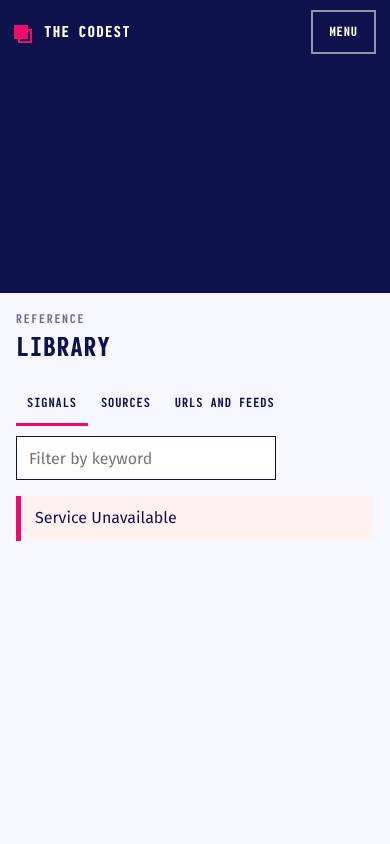 THE CODEST
MENU
REFERENCE
LIBRARY
SIGNALS SOURCES URLS AND FEEDS
Filter by keyword
Service Unavailable